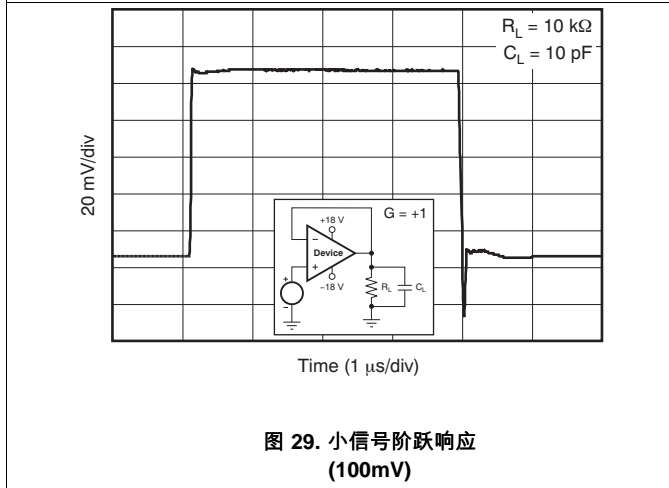 R_L = 10 kΩ
C_L = 10 pF
20 mV/div
G = +1
+18 V
−
Device
+
−18 V
+
−
R_L
C_L
Time (1 μs/div)
图 29. 小信号阶跃响应
(100mV)